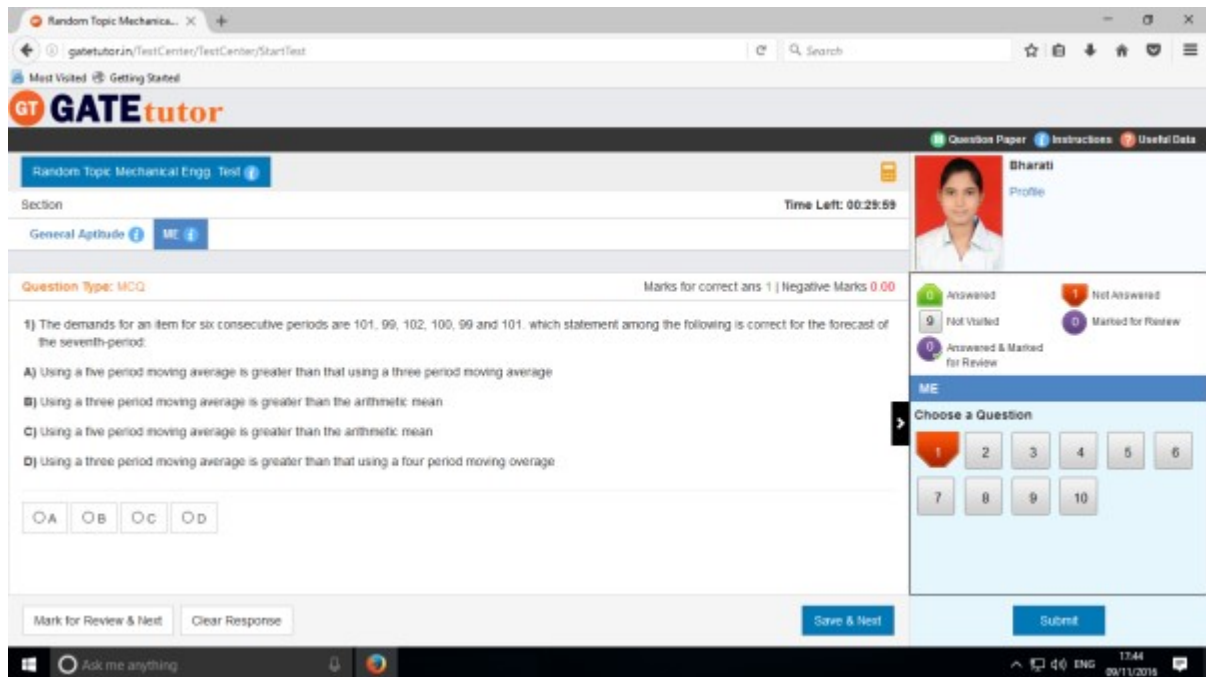 Random Topic Mechanica...
gatetutor.in/TestCenter/TestCenter/StartTest
Search
Most Visited Getting Started
GT GATEtutor
Question Paper Instructions Useful Data
Random Topic Mechanical Engg. Test
Bharati
Profile
Section
Time Left: 00:29:59
General Aptitude ME
Question Type: MCQ
Marks for correct ans 1 | Negative Marks 0.00
1) The demands for an item for six consecutive periods are 101, 99, 102, 100, 99 and 101. which statement among the following is correct for the forecast of
the seventh-period:
A) Using a five period moving average is greater than that using a three period moving average
B) Using a three period moving average is greater than the arithmetic mean
C) Using a five period moving average is greater than the arithmetic mean
D) Using a three period moving average is greater than that using a four period moving overage
A B C D
Mark for Review & Next Clear Response
Save & Next
0 Answered 1 Not Answered
9 Not Visited 0 Marked for Review
0 Answered & Marked
for Review
ME
Choose a Question
1 2 3 4 5 6
7 8 9 10
Submit
Ask me anything
ENG 17:44
09/11/2016